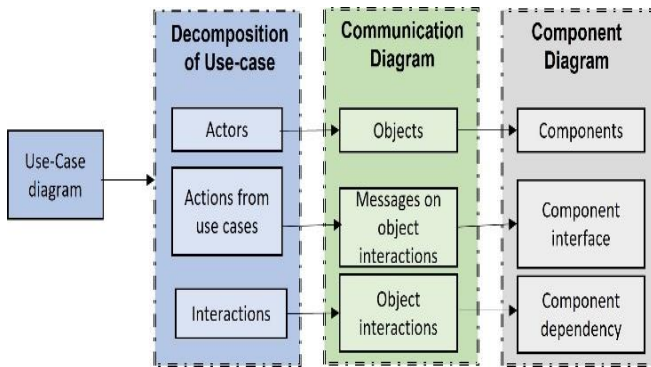 Use-Case
diagram
Decomposition
of Use-case
Actors
Actions from
use cases
Interactions
Communication
Diagram
Objects
Messages on
object
interactions
Object
interactions
Component
Diagram
Components
Component
interface
Component
dependency